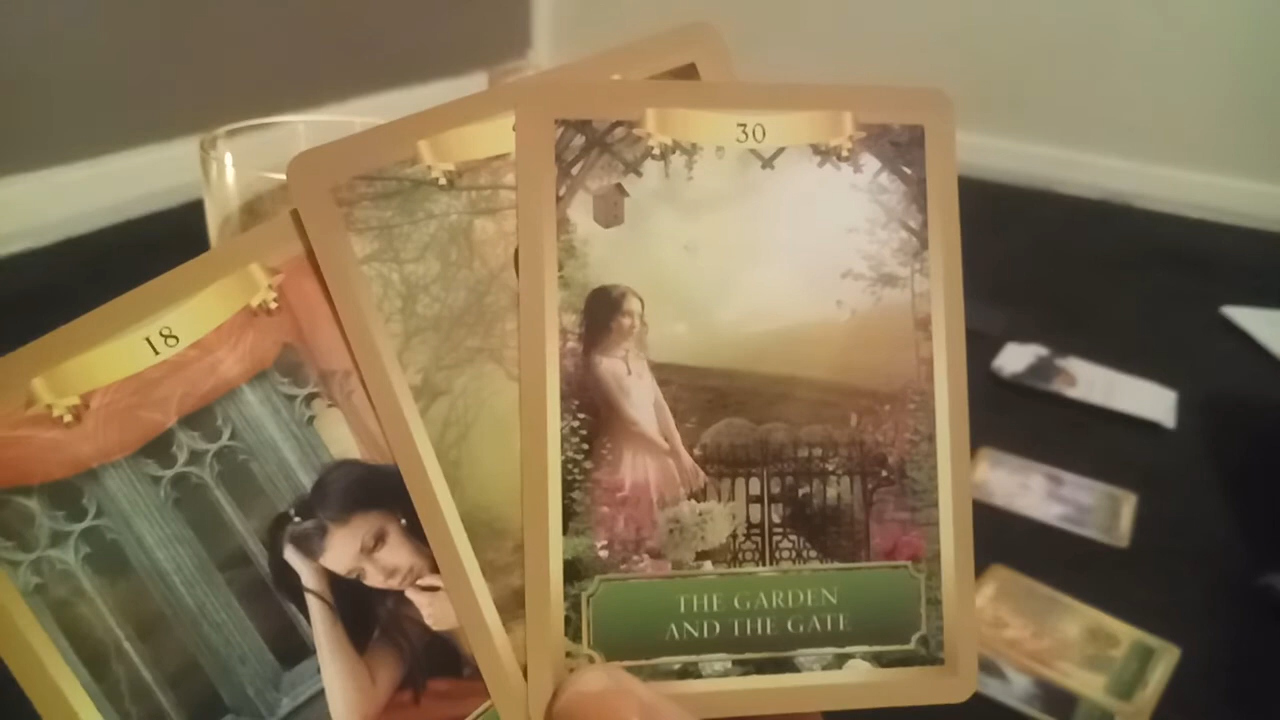 18
30
THE GARDEN
AND THE GATE